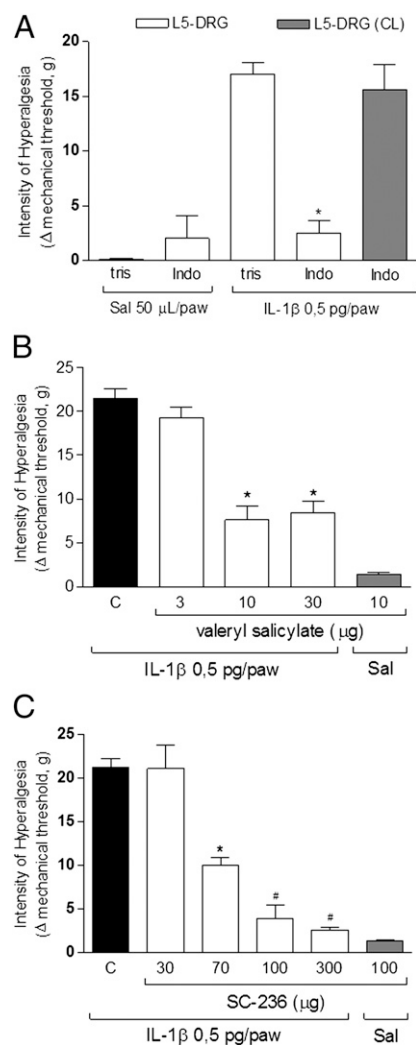 A
L5-DRG
L5-DRG (CL)
Intensity of Hyperalgesia
(Δ mechanical threshold, g)
20
15
10
5
0
*
tris Indo tris Indo Indo
Sal 50 μL/paw IL-1β 0,5 pg/paw
B
Intensity of Hyperalgesia
(Δ mechanical threshold, g)
25
20
15
10
5
0
* *
C 3 10 30 10
valeryl salicylate (μg)
IL-1β 0,5 pg/paw Sal
C
Intensity of Hyperalgesia
(Δ mechanical threshold, g)
25
20
15
10
5
0
* # #
C 30 70 100 300 100
SC-236 (μg)
IL-1β 0,5 pg/paw Sal